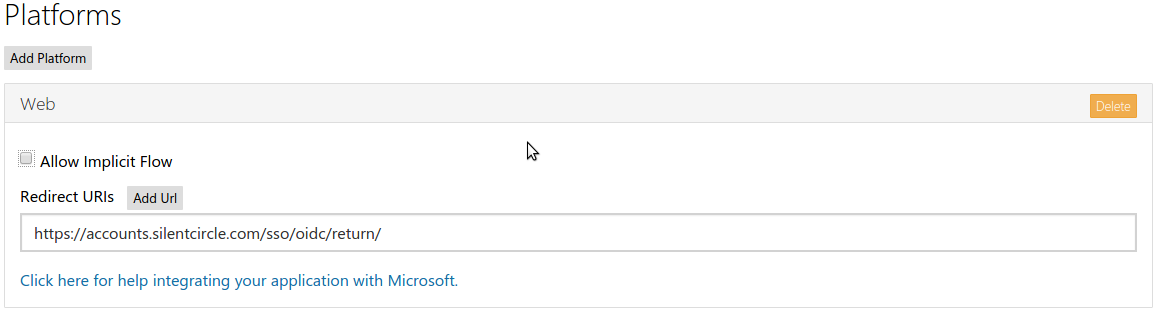 Platforms
Add Platform
Web Delete
Allow Implicit Flow
Redirect URIs Add Url
https://accounts.silentcircle.com/sso/oidc/return/
Click here for help integrating your application with Microsoft.